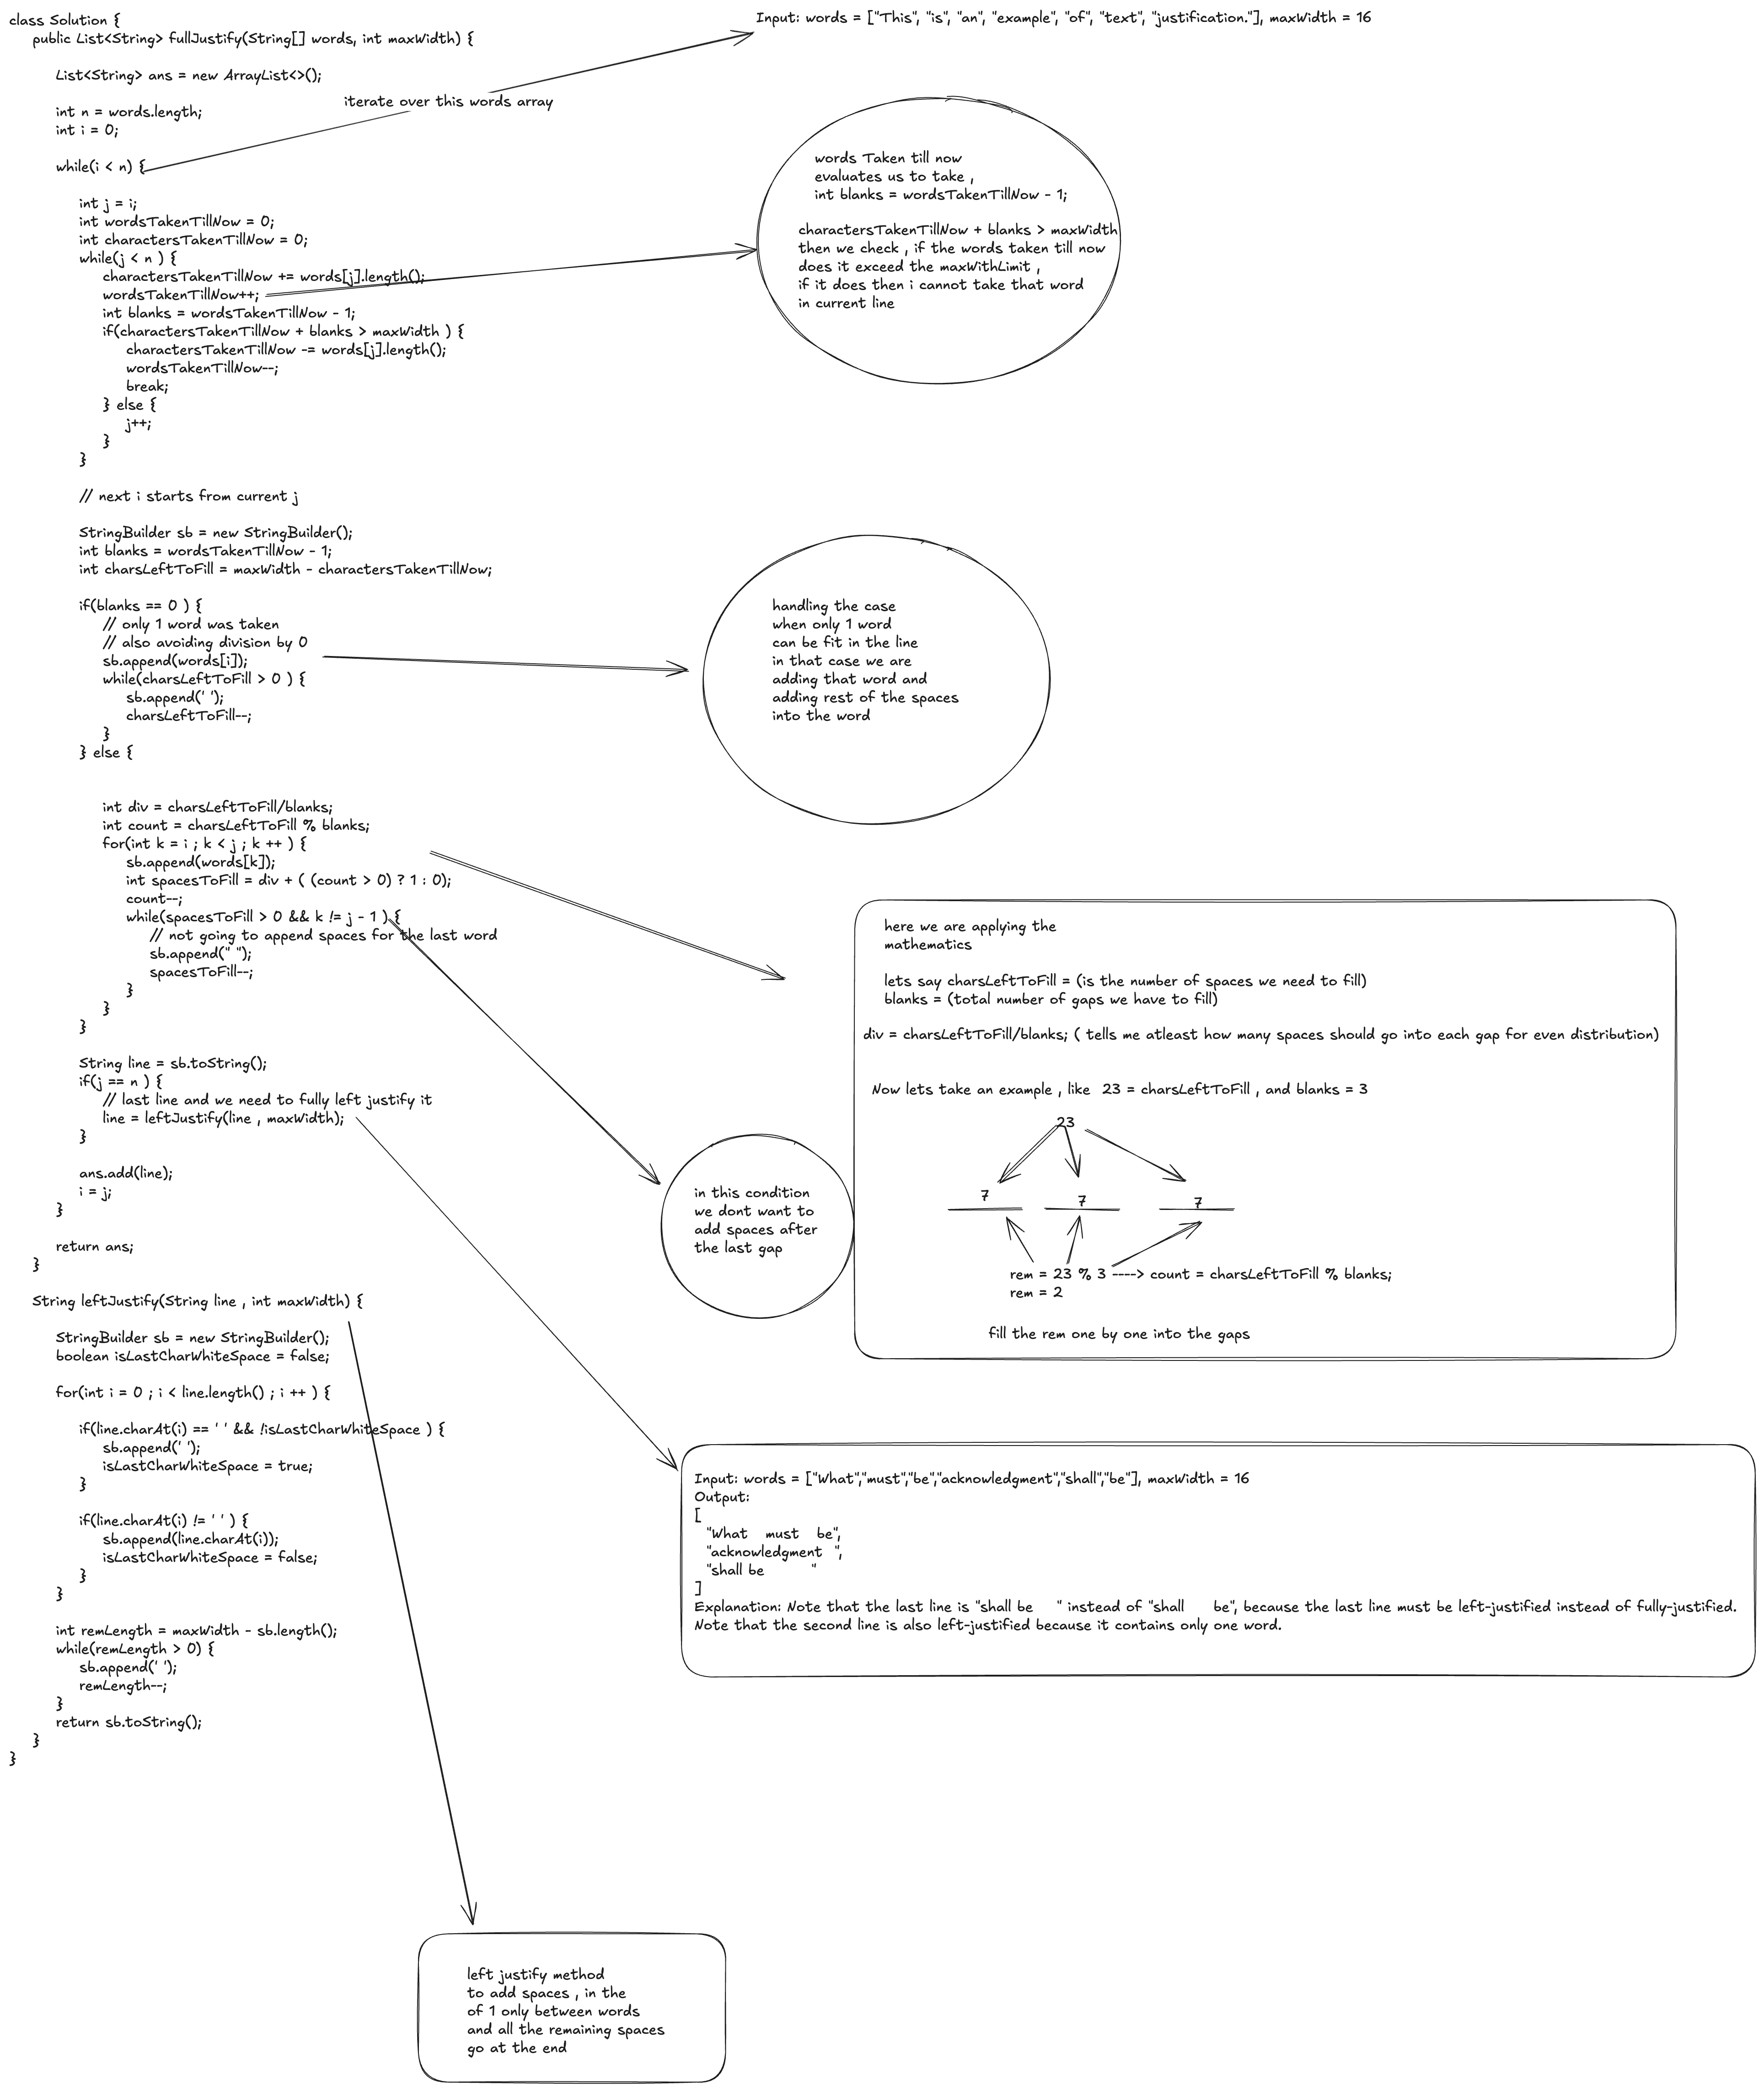 class Solution {
public List<String> fullJustify(String[] words, int maxWidth) {
List<String> ans = new ArrayList<>();
int n = words.length;
int i = 0;
while(i < n) {
int j = i;
int wordsTakenTillNow = 0;
int charactersTakenTillNow = 0;
while(j < n ) {
charactersTakenTillNow += words[j].length();
wordsTakenTillNow++;
int blanks = wordsTakenTillNow - 1;
if(charactersTakenTillNow + blanks > maxWidth ) {
charactersTakenTillNow -= words[j].length();
wordsTakenTillNow--;
break;
} else {
j++;
}
}
// next i starts from current j
StringBuilder sb = new StringBuilder();
int blanks = wordsTakenTillNow - 1;
int charsLeftToFill = maxWidth - charactersTakenTillNow;
if(blanks == 0 ) {
// only 1 word was taken
// also avoiding division by 0
sb.append(words[i]);
while(charsLeftToFill > 0 ) {
sb.append(' ');
charsLeftToFill--;
}
} else {
int div = charsLeftToFill/blanks;
int count = charsLeftToFill % blanks;
for(int k = i ; k < j ; k ++ ) {
sb.append(words[k]);
int spacesToFill = div + ( (count > 0) ? 1 : 0);
count--;
while(spacesToFill > 0 && k != j - 1 ) {
// not going to append spaces for the last word
sb.append(" ");
spacesToFill--;
}
}
}
String line = sb.toString();
if(j == n ) {
// last line and we need to fully left justify it
line = leftJustify(line , maxWidth);
}
ans.add(line);
i = j;
}
return ans;
}
String leftJustify(String line , int maxWidth) {
StringBuilder sb = new StringBuilder();
boolean isLastCharWhiteSpace = false;
for(int i = 0 ; i < line.length() ; i ++ ) {
if(line.charAt(i) == ' ' && !isLastCharWhiteSpace ) {
sb.append(' ');
isLastCharWhiteSpace = true;
}
if(line.charAt(i) != ' ' ) {
sb.append(line.charAt(i));
isLastCharWhiteSpace = false;
}
}
int remLength = maxWidth - sb.length();
while(remLength > 0) {
sb.append(' ');
remLength--;
}
return sb.toString();
}
}
Input: words = ["This", "is", "an", "example", "of", "text", "justification."], maxWidth = 16
iterate over this words array
words Taken till now
evaluates us to take ,
int blanks = wordsTakenTillNow - 1;
charactersTakenTillNow + blanks > maxWidth
then we check , if the words taken till now
does it exceed the maxWithLimit ,
if it does then i cannot take that word
in current line
handling the case
when only 1 word
can be fit in the line
in that case we are
adding that word and
adding rest of the spaces
into the word
here we are applying the
mathematics
lets say charsLeftToFill = (is the number of spaces we need to fill)
blanks = (total number of gaps we have to fill)
div = charsLeftToFill/blanks; ( tells me atleast how many spaces should go into each gap for even distribution)
Now lets take an example , like 23 = charsLeftToFill , and blanks = 3
23
7 7 7
rem = 23 % 3 ----> count = charsLeftToFill % blanks;
rem = 2
fill the rem one by one into the gaps
in this condition
we dont want to
add spaces after
the last gap
Input: words = ["What","must","be","acknowledgment","shall","be"], maxWidth = 16
Output:
[
"What    must    be",
"acknowledgment  ",
"shall be        "
]
Explanation: Note that the last line is "shall be    " instead of "shall     be", because the last line must be left-justified instead of fully-justified.
Note that the second line is also left-justified because it contains only one word.
left justify method
to add spaces , in the
of 1 only between words
and all the remaining spaces
go at the end